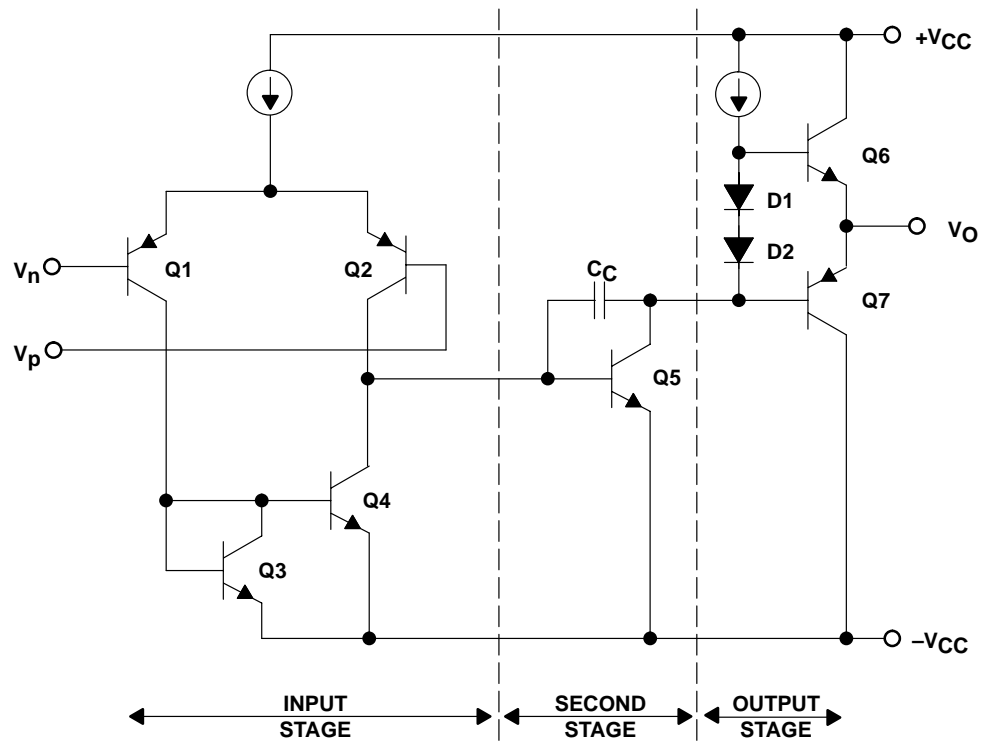 +VCC
Q6
D1
VO
Vn
Q1
Q2
D2
CC
Q7
Vp
Q5
Q4
Q3
–VCC
INPUT
STAGE
SECOND
STAGE
OUTPUT
STAGE